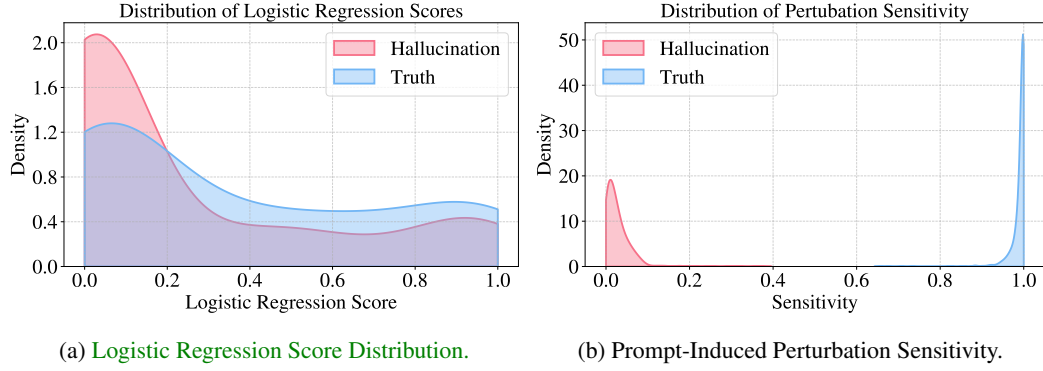 Distribution of Logistic Regression Scores
2.0
1.6
1.2
0.8
0.4
0.0
Density
Hallucination
Truth
0.0 0.2 0.4 0.6 0.8 1.0
Logistic Regression Score
(a) Logistic Regression Score Distribution.
Distribution of Pertubation Sensitivity
50
40
30
20
10
0
Density
Hallucination
Truth
0.0 0.2 0.4 0.6 0.8 1.0
Sensitivity
(b) Prompt-Induced Perturbation Sensitivity.